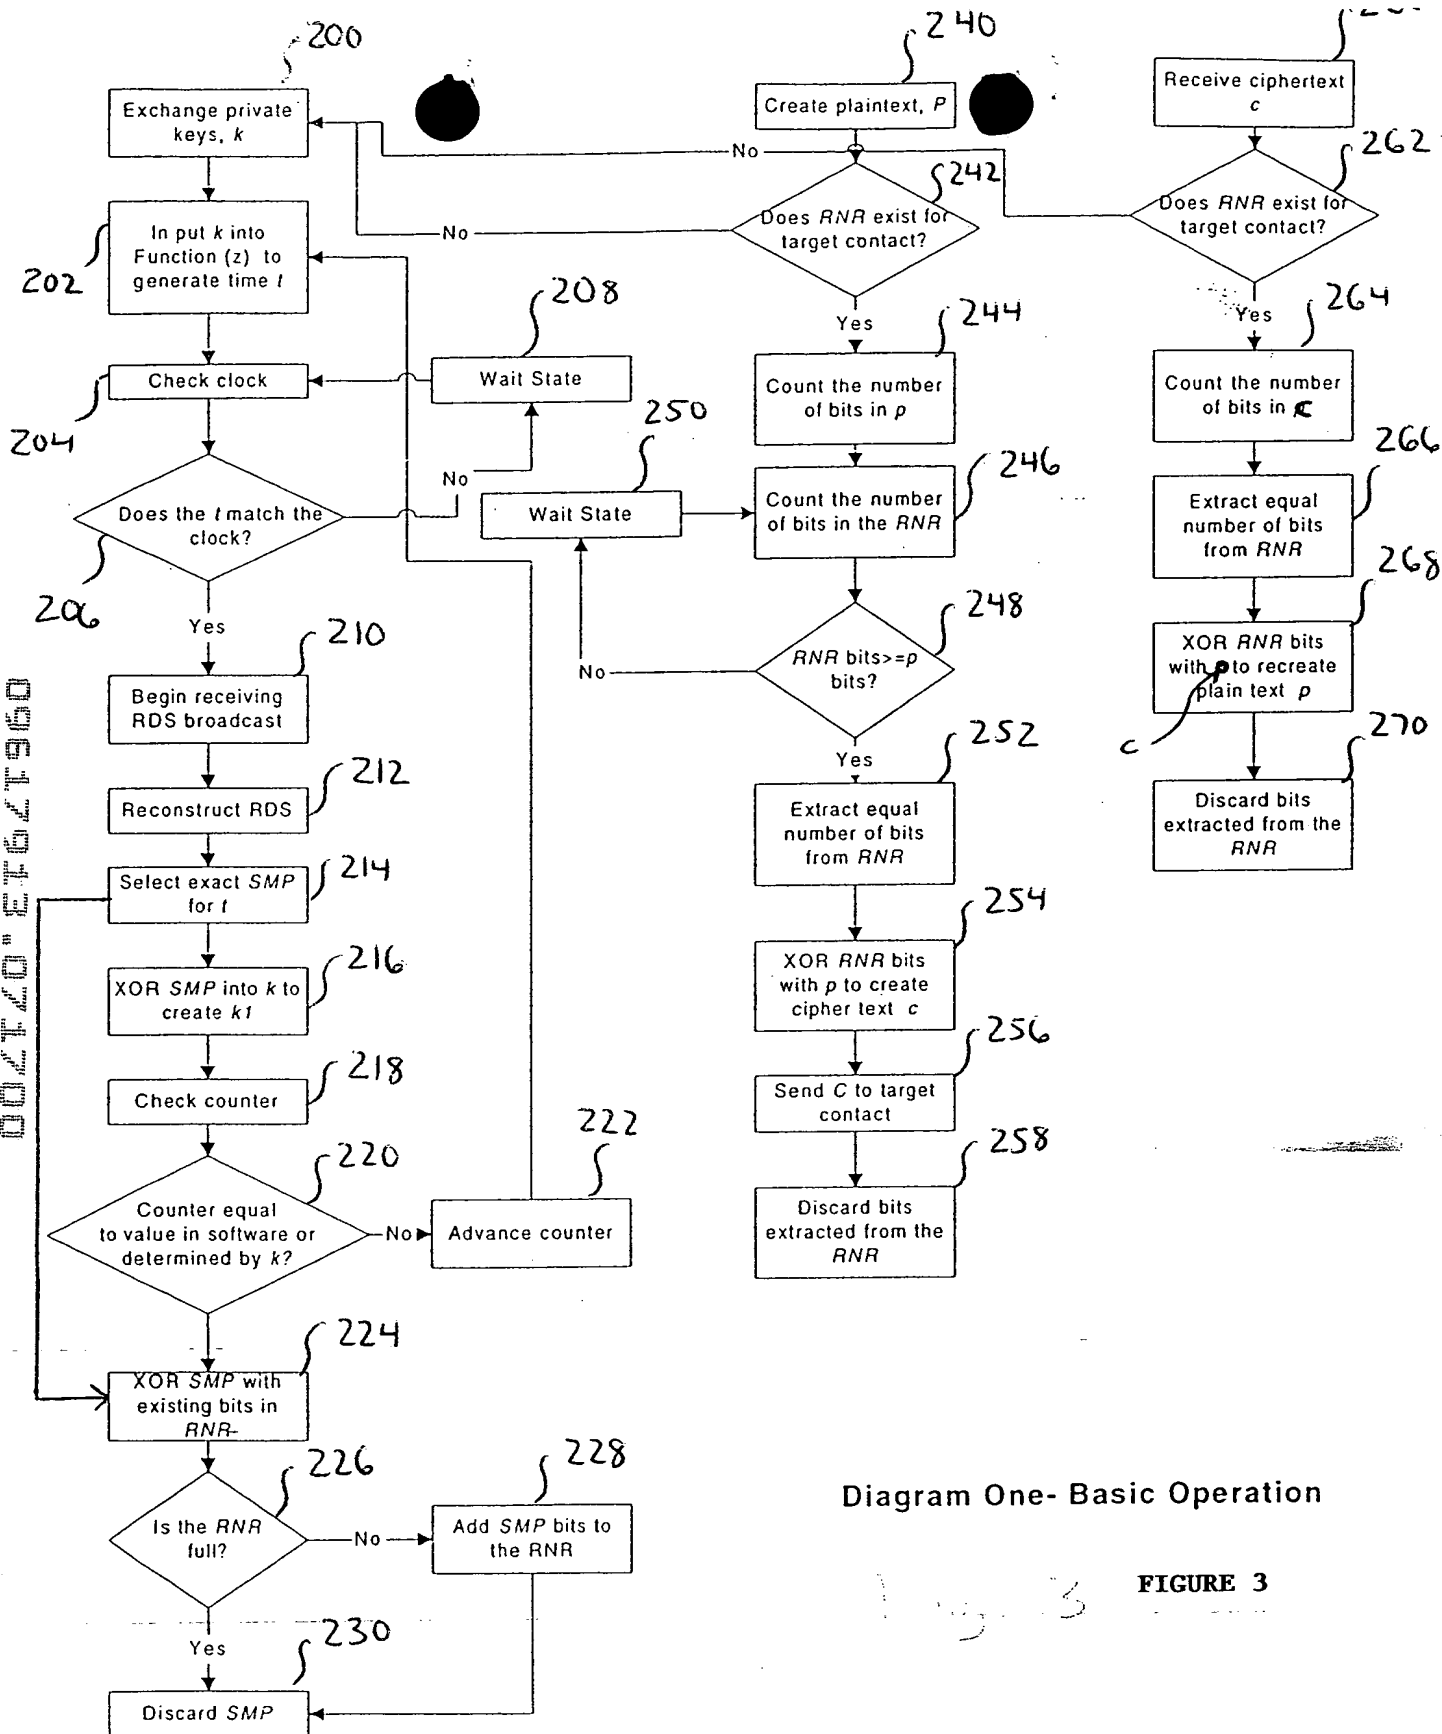 200
Exchange private
keys, k
In put k into
Function (z) to
generate time t
202
Check clock
204
208
Wait State
Does the t match the
clock?
206
No
Yes
210
Begin receiving
RDS broadcast
212
Reconstruct RDS
214
Select exact SMP
for t
216
XOR SMP into k to
create k1
218
Check counter
220
Counter equal
to value in software or
determined by k?
No
222
Advance counter
224
XOR SMP with
existing bits in
RNR
226
Is the RNR
full?
No
228
Add SMP bits to
the RNR
Yes
230
Discard SMP
240
Create plaintext, P
No
242
Does RNR exist for
target contact?
No
Yes
244
Count the number
of bits in p
250
Wait State
246
Count the number
of bits in the RNR
248
RNR bits>=p
bits?
No
Yes
252
Extract equal
number of bits
from RNR
254
XOR RNR bits
with p to create
cipher text c
256
Send C to target
contact
258
Discard bits
extracted from the
RNR
Receive ciphertext
c
262
Does RNR exist for
target contact?
Yes
264
Count the number
of bits in C
266
Extract equal
number of bits
from RNR
268
XOR RNR bits
with p to recreate
plain text p
c
270
Discard bits
extracted from the
RNR
09617913.071700
Diagram One- Basic Operation
FIGURE 3